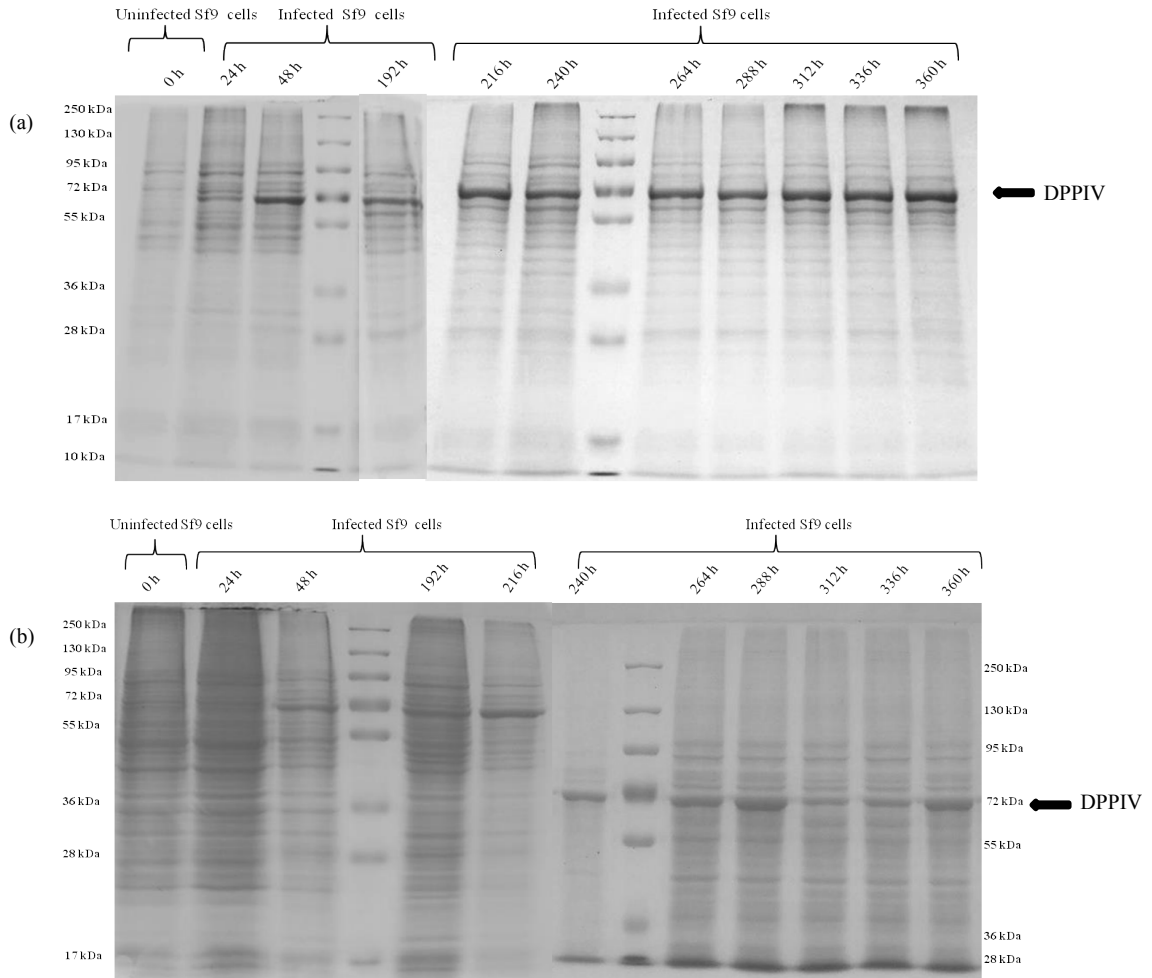 Uninfected Sf9 cells Infected Sf9 cells Infected Sf9 cells
0 h 24 h 48 h 192 h 216 h 240 h 264 h 288 h 312 h 336 h 360 h
(a)
250 kDa
130 kDa
95 kDa
72 kDa
DPPIV
55 kDa
36 kDa
28 kDa
17 kDa
10 kDa
Uninfected Sf9 cells Infected Sf9 cells Infected Sf9 cells
0 h 24 h 48 h 192 h 216 h 240 h 264 h 288 h 312 h 336 h 360 h
(b)
250 kDa
130 kDa
95 kDa
72 kDa
55 kDa
36 kDa
28 kDa
17 kDa
250 kDa
130 kDa
95 kDa
72 kDa DPPIV
55 kDa
36 kDa
28 kDa